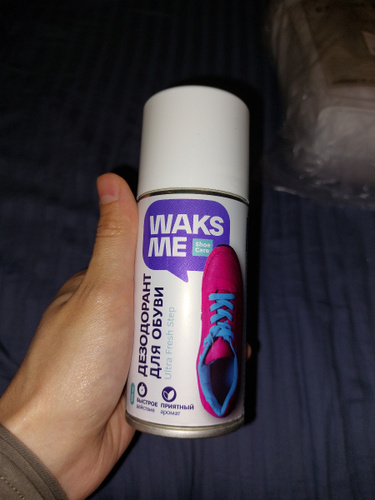 WAKS
ME
Shoe
Care
ДЕЗОДОРАНТ
ДЛЯ ОБУВИ
Ultra Fresh Step
БЫСТРОЕ
действие
ПРИЯТНЫЙ
аромат